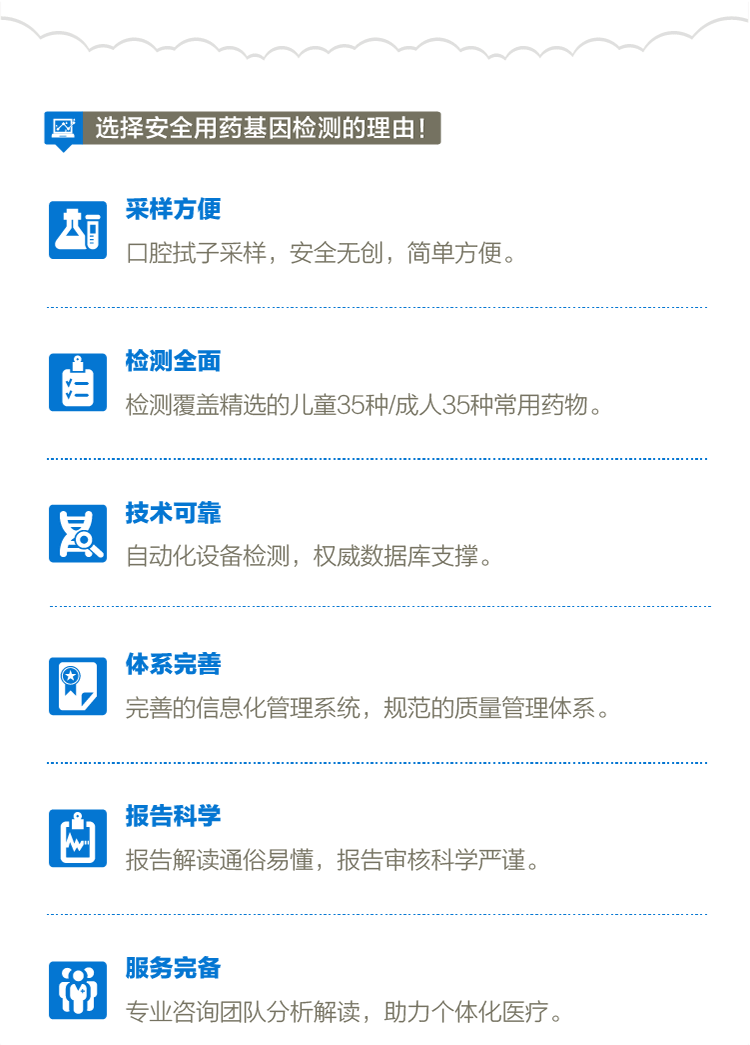 选择安全用药基因检测的理由！
采样方便
口腔拭子采样，安全无创，简单方便。
检测全面
检测覆盖精选的儿童35种/成人35种常用药物。
技术可靠
自动化设备检测，权威数据库支撑。
体系完善
完善的信息化管理系统，规范的质量管理体系。
报告科学
报告解读通俗易懂，报告审核科学严谨。
服务完备
专业咨询团队分析解读，助力个体化医疗。